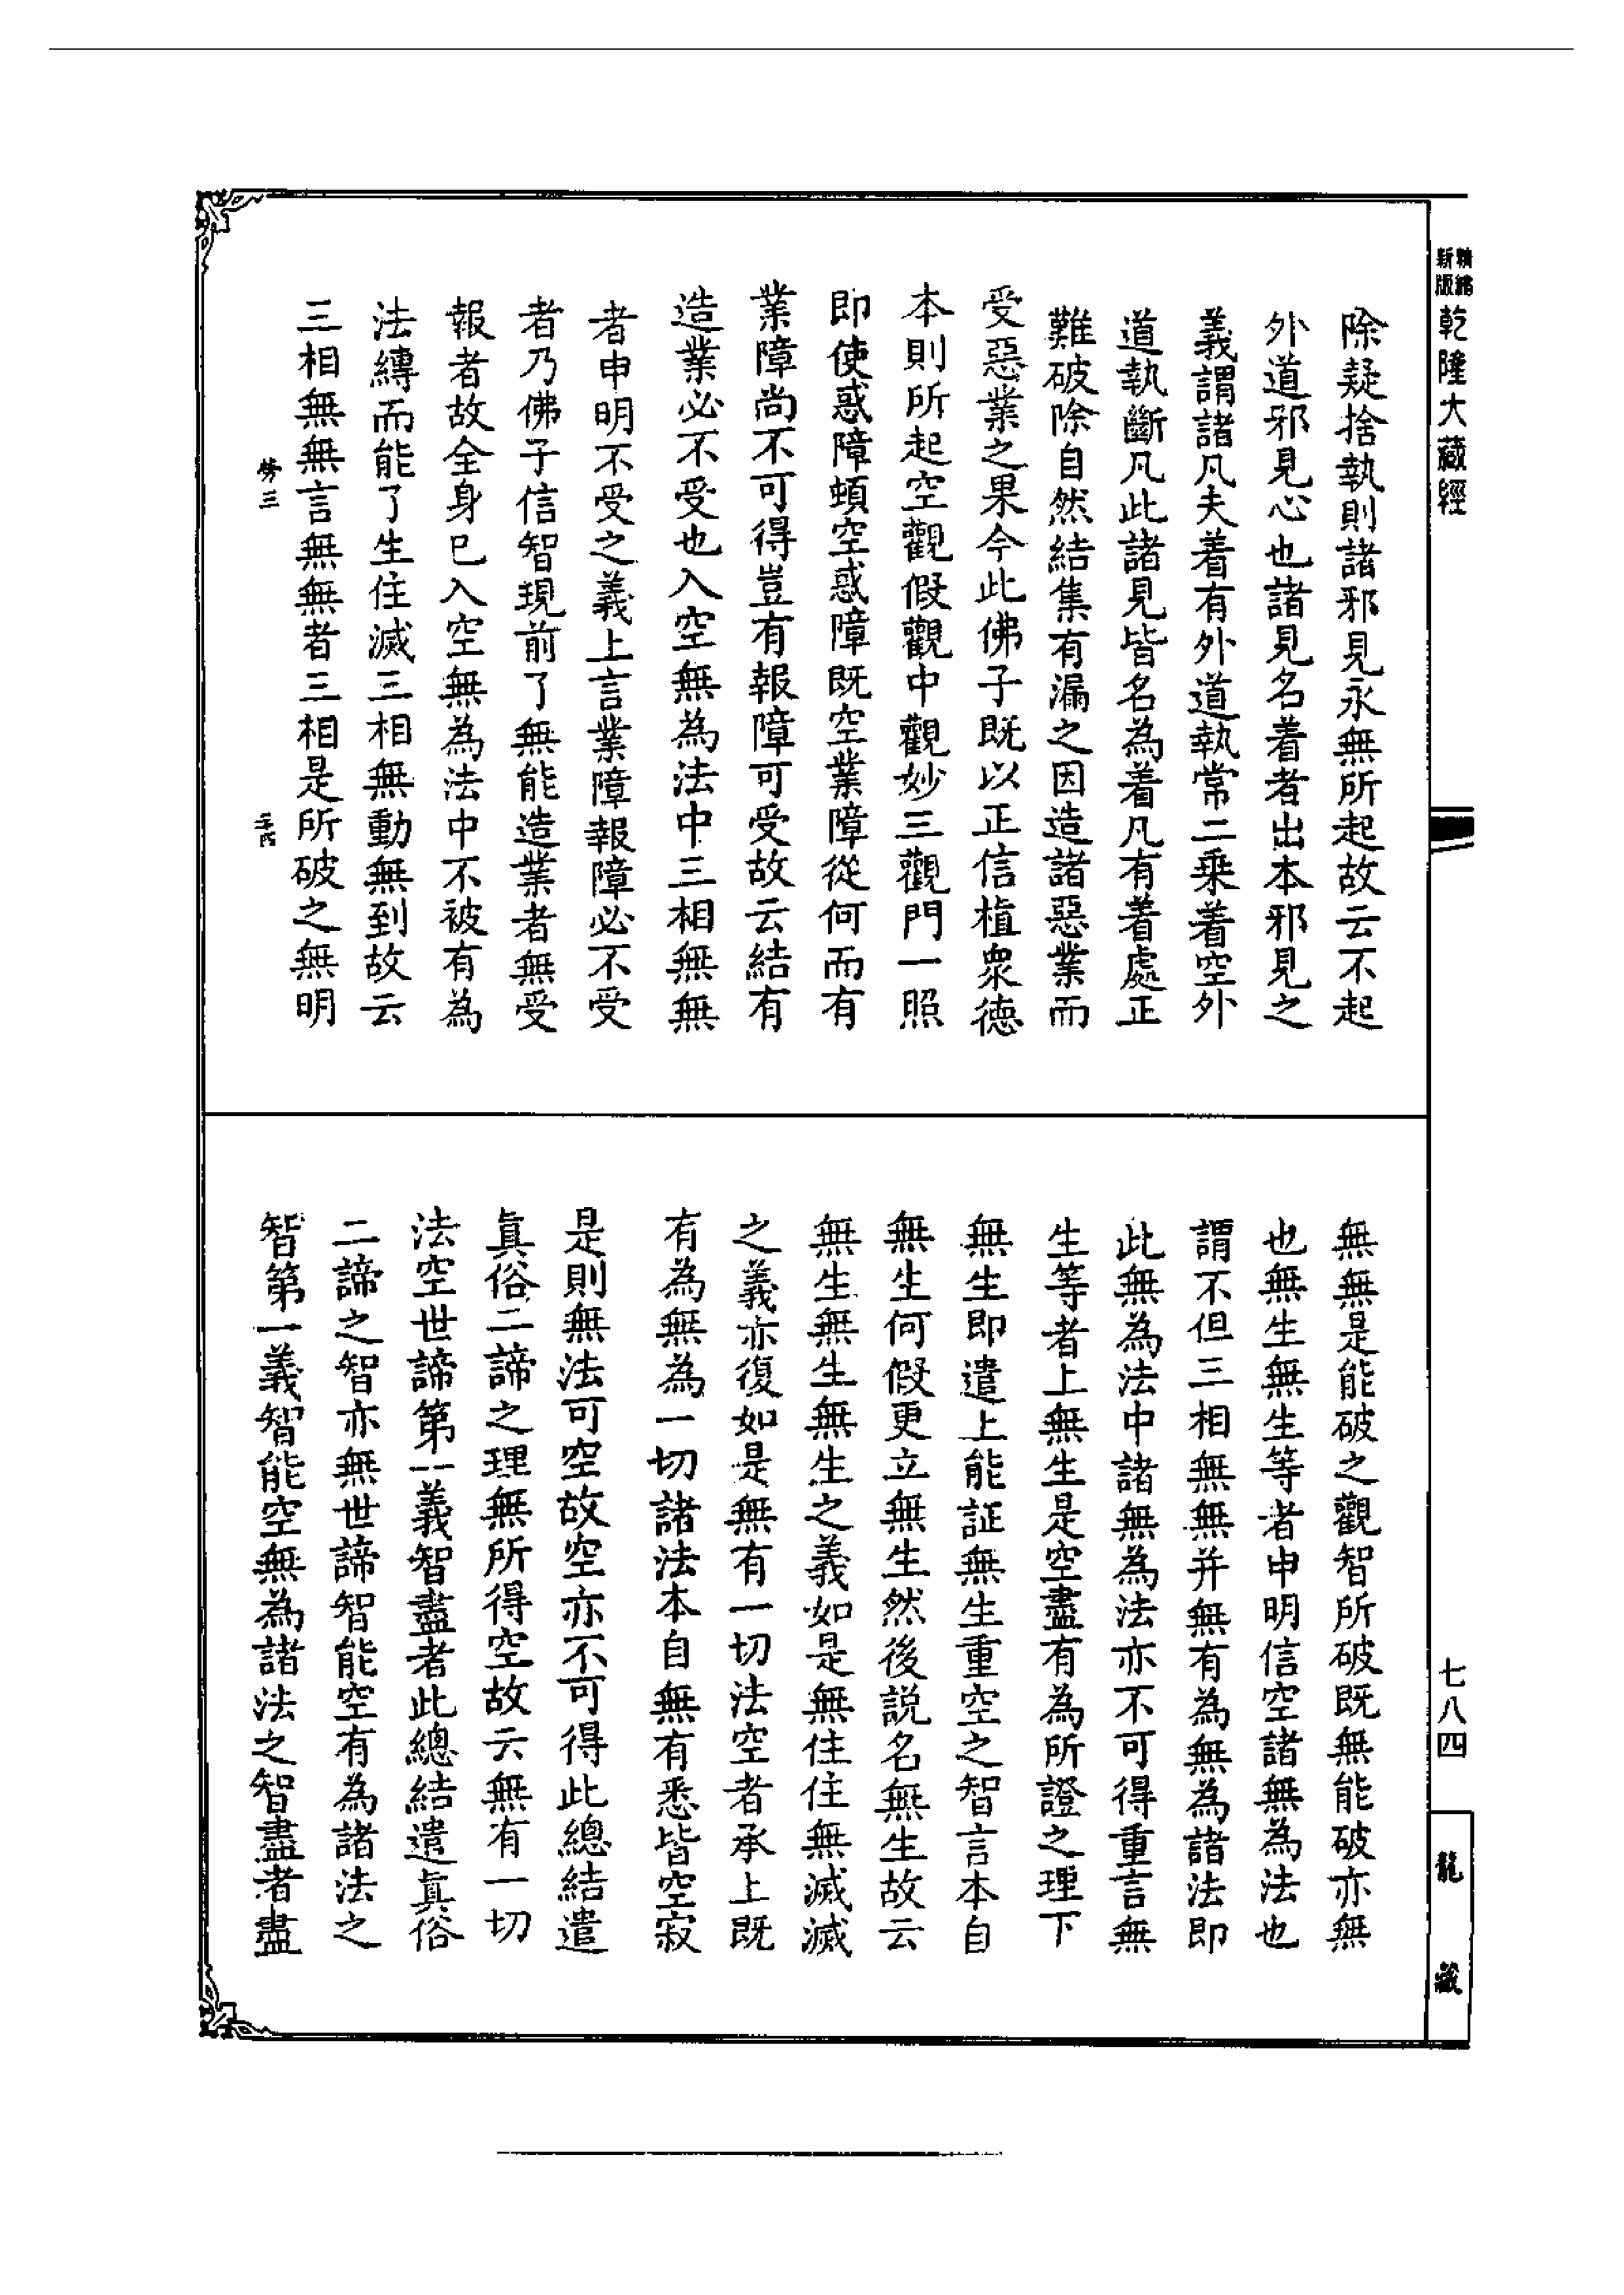 精編
新版
乾隆大藏經
除疑捨執則諸邪見永無所起故云不起
外道邪見心也諸見名着者出本邪見之
義謂諸凡夫着有外道執常二乘着空外
道執斷凡此諸見皆名為着凡有着處正
難破除自然結集有漏之因造諸惡業而
受惡業之果今此佛子既以正信植衆德
本則所起空觀假觀中觀妙三觀門一照
即使惑障頓空惑障既空業障從何而有
業障尚不可得豈有報障可受故云結有
造業必不受也入空無為法中三相無無
者申明不受之義上言業障報障必不受
者乃佛子信智現前了無能造業者無受
報者故全身已入空無為法中不被有為
法縛而能了生住滅三相無動無到故云
三相無無言無無者三相是所破之無明
勞三
無無是能破之觀智所破既無能破亦無
也無生無生等者申明信空諸無為法也
謂不但三相無無并無有為無為諸法即
此無為法中諸無為法亦不可得重言無
生等者上無生是空盡有為所證之理下
無生即遣上能証無生重空之智言本自
無生何假更立無生然後説名無生故云
無生無生無生之義如是無住住無滅滅
之義亦復如是無有一切法空者承上既
有為無為一切諸法本自無有悉皆空寂
是則無法可空故空亦不可得此總結遣
真俗二諦之理無所得空故云無有一切
法空世諦第一義智盡者此總結遣真俗
二諦之智亦無世諦智能空有為諸法之
智第一義智能空無為諸法之智盡者盡
七八四
龍藏